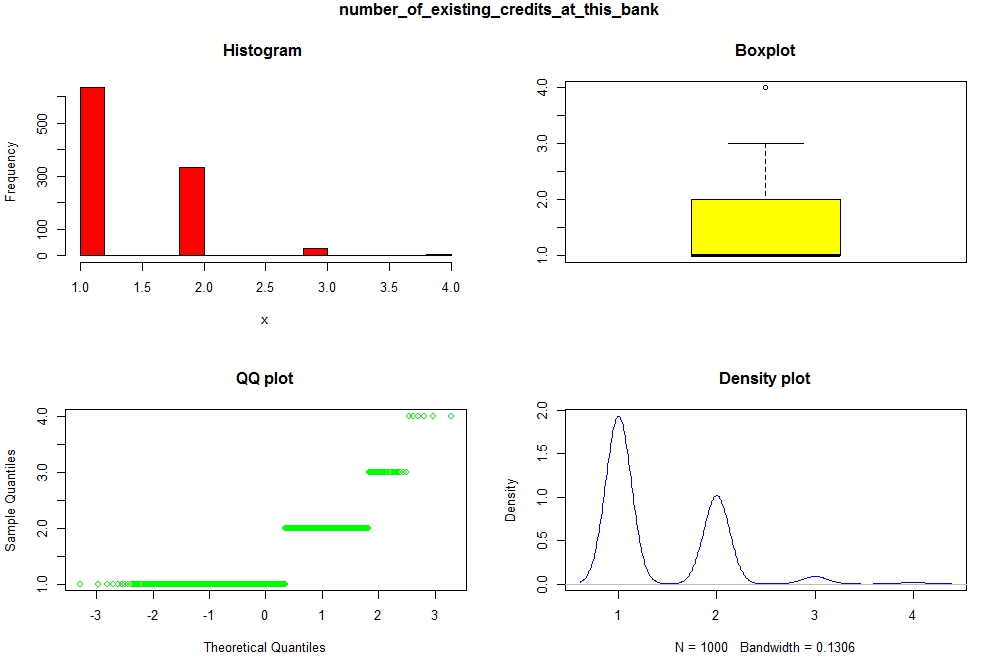 number_of_existing_credits_at_this_bank
Histogram
Frequency
0 100 300 500
1.0 1.5 2.0 2.5 3.0 3.5 4.0
x
Boxplot
1.0 2.0 3.0 4.0
QQ plot
Sample Quantiles
1.0 2.0 3.0 4.0
-3 -2 -1 0 1 2 3
Theoretical Quantiles
Density plot
Density
0.0 0.5 1.0 1.5 2.0
1 2 3 4
N = 1000 Bandwidth = 0.1306